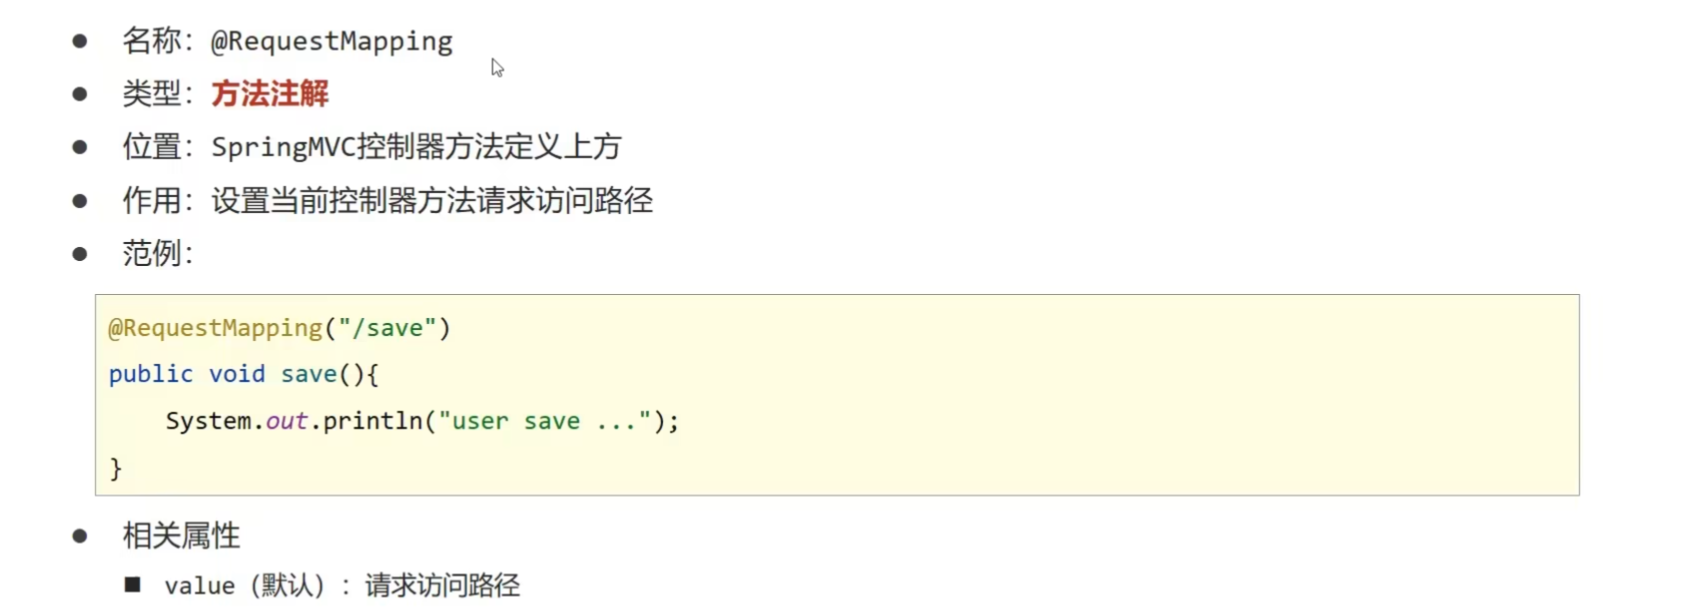 ● 名称：@RequestMapping
● 类型：方法注解
● 位置：SpringMVC控制器方法定义上方
● 作用：设置当前控制器方法请求访问路径
● 范例：
@RequestMapping("/save")
public void save(){
    System.out.println("user save ...");
}
● 相关属性
■ value（默认）：请求访问路径